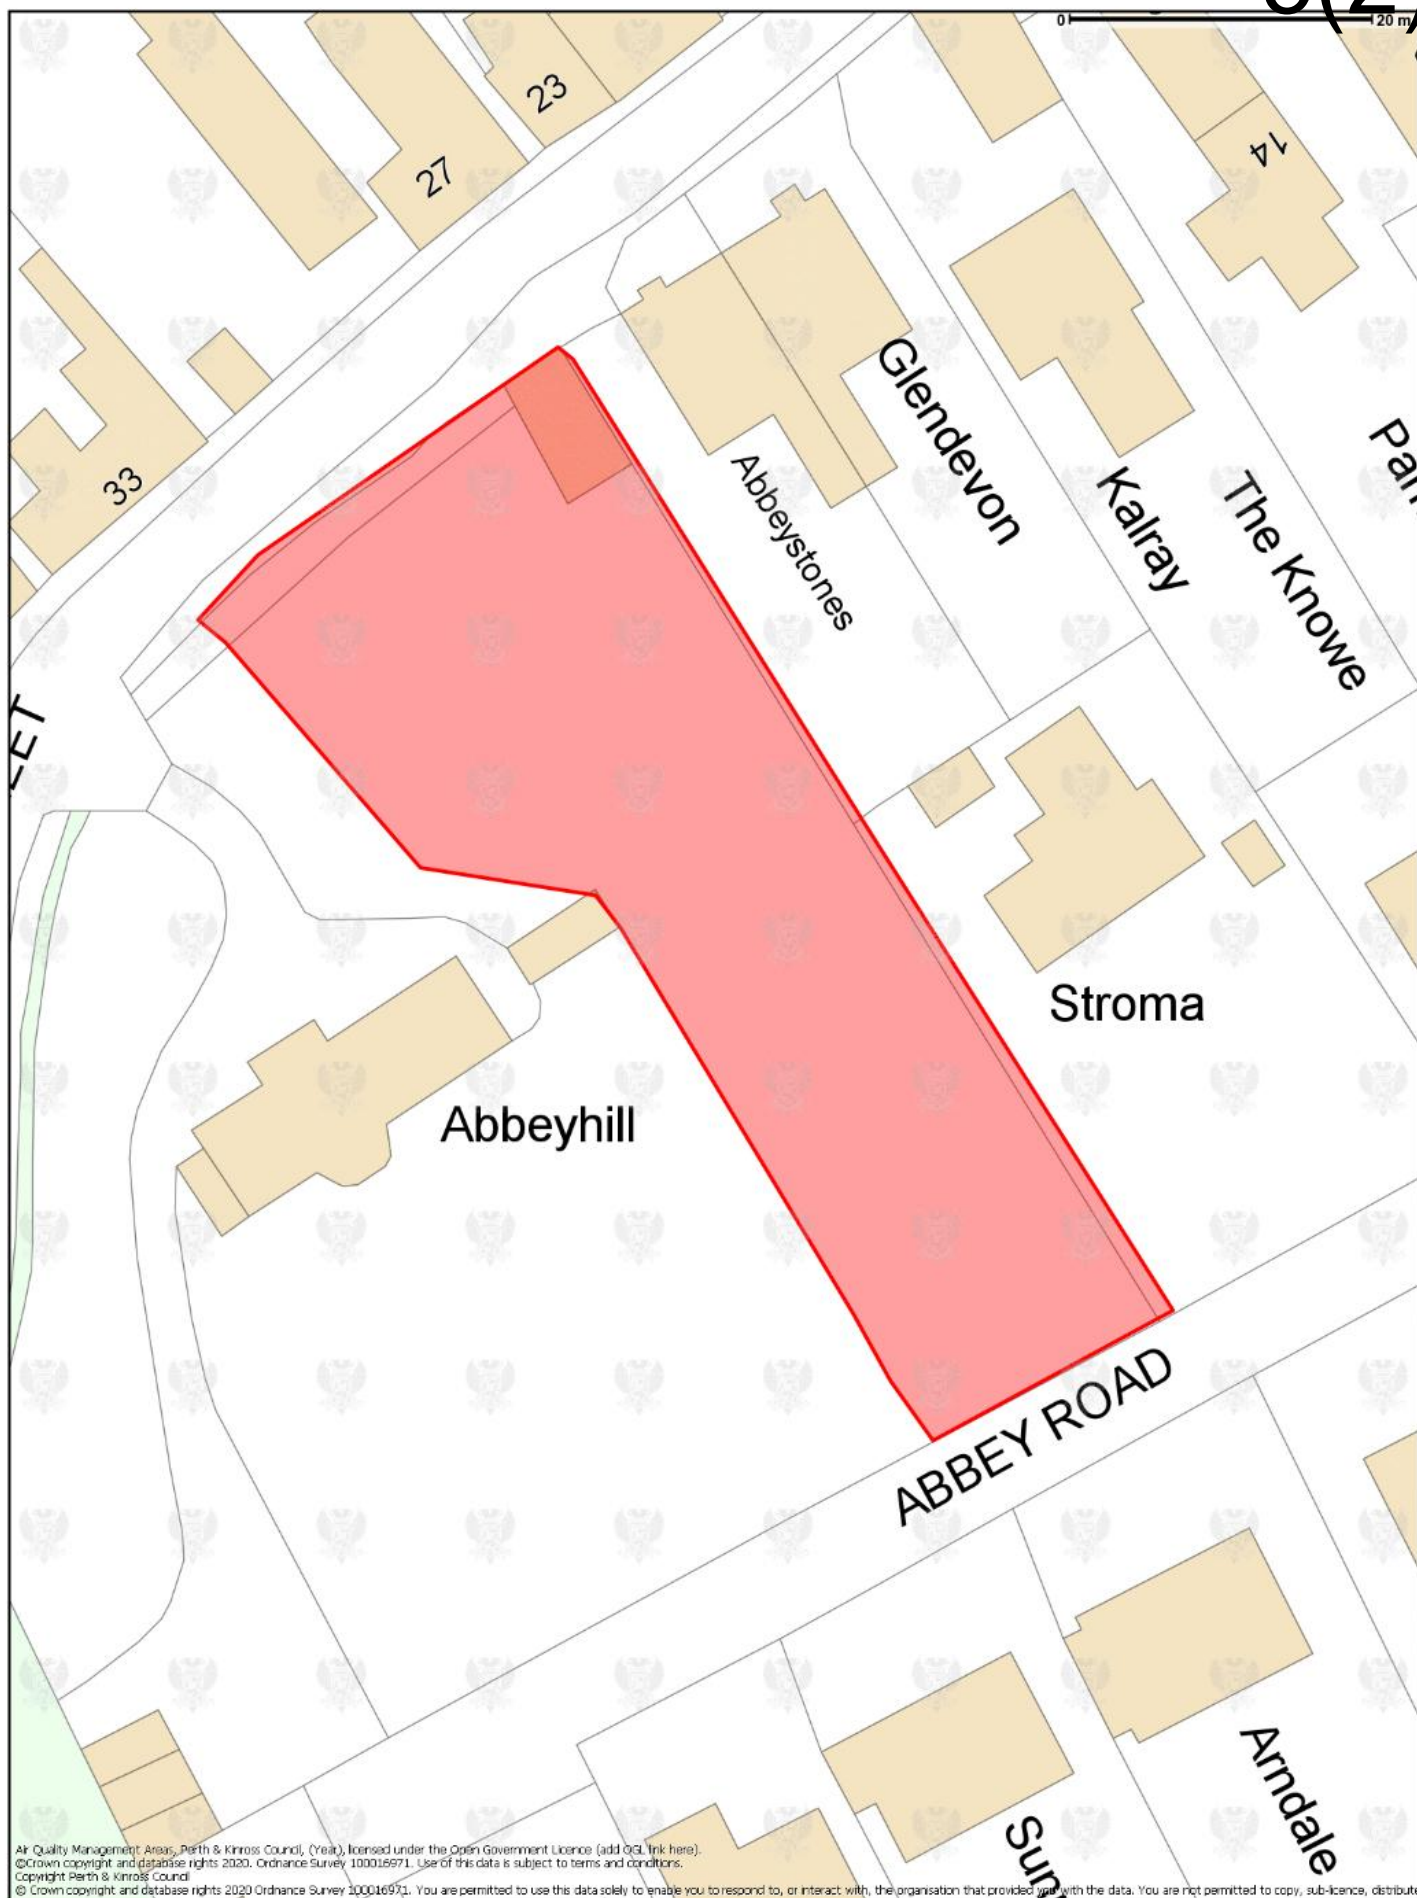 0 20 m
23
27
14
33
Glendevon
Abbeystones
Kalray
The Knowe
Stroma
Abbeyhill
ABBEY ROAD
Arndale
Air Quality Management Areas, Perth & Kinross Council, (Year), licensed under the Open Government Licence (add OGL link here).
©Crown copyright and database rights 2020. Ordnance Survey 100016971. Use of this data is subject to terms and conditions.
Copyright Perth & Kinross Council
© Crown copyright and database rights 2020 Ordnance Survey 100016971. You are permitted to use this data solely to enable you to respond to, or interact with, the organisation that provided you with the data. You are not permitted to copy, sub-licence, distribut